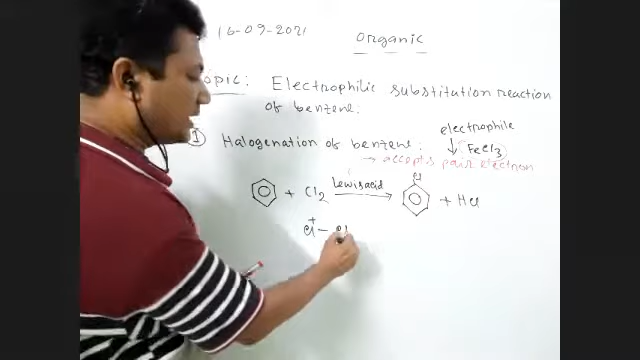 16-09-2021
Organic
opic: Electrophilic substitution reaction
of benzene:
electrophile
① Halogenation of benzene: ↓ FeCl3
→ accepts pair electron
Cl
+ Cl2 Lewis acid → + HCl
Cl+ – Cl